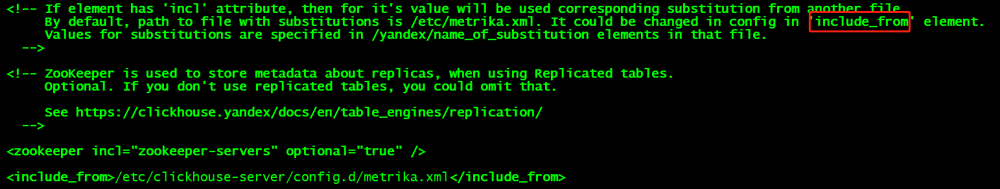 <!-- If element has 'incl' attribute, then for it's value will be used corresponding substitution from another file.
By default, path to file with substitutions is /etc/metrika.xml. It could be changed in config in 'include_from' element.
Values for substitutions are specified in /yandex/name_of_substitution elements in that file.
-->
<!-- ZooKeeper is used to store metadata about replicas, when using Replicated tables.
Optional. If you don't use replicated tables, you could omit that.
See https://clickhouse.yandex/docs/en/table_engines/replication/
-->
<zookeeper incl="zookeeper-servers" optional="true" />
<include_from>/etc/clickhouse-server/config.d/metrika.xml</include_from>